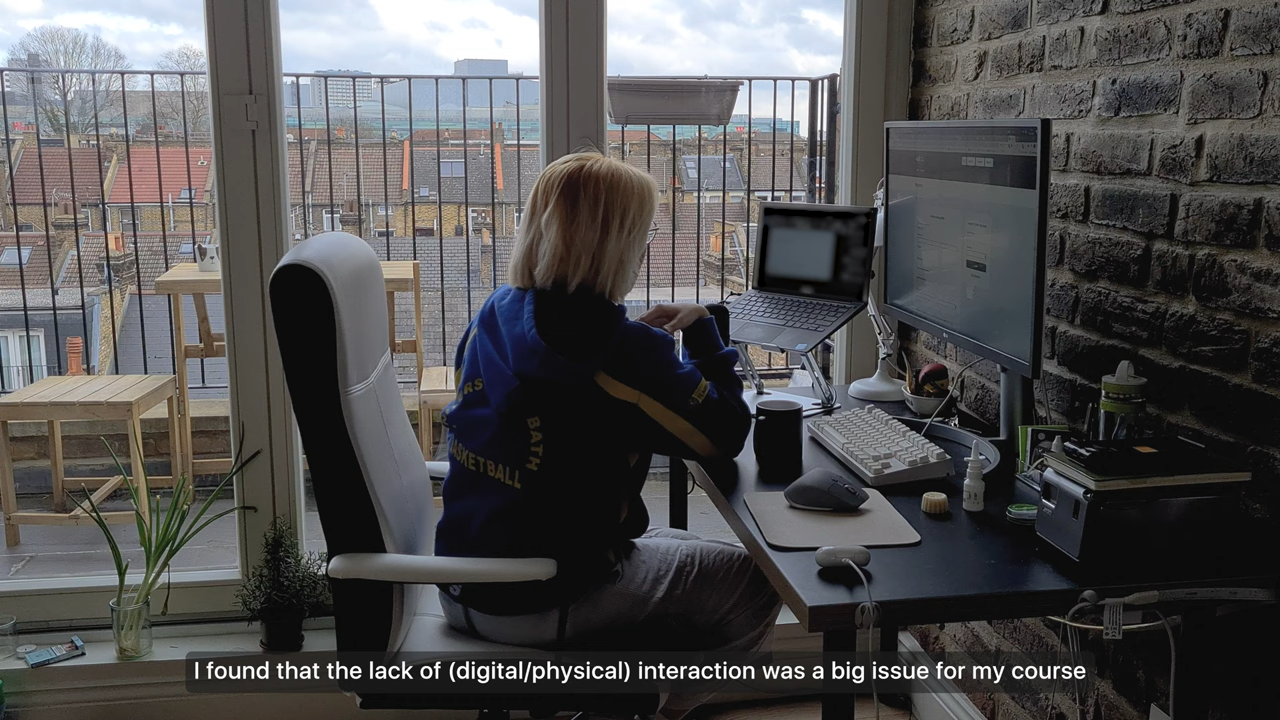 BATH
BASKETBALL
I found that the lack of (digital/physical) interaction was a big issue for my course